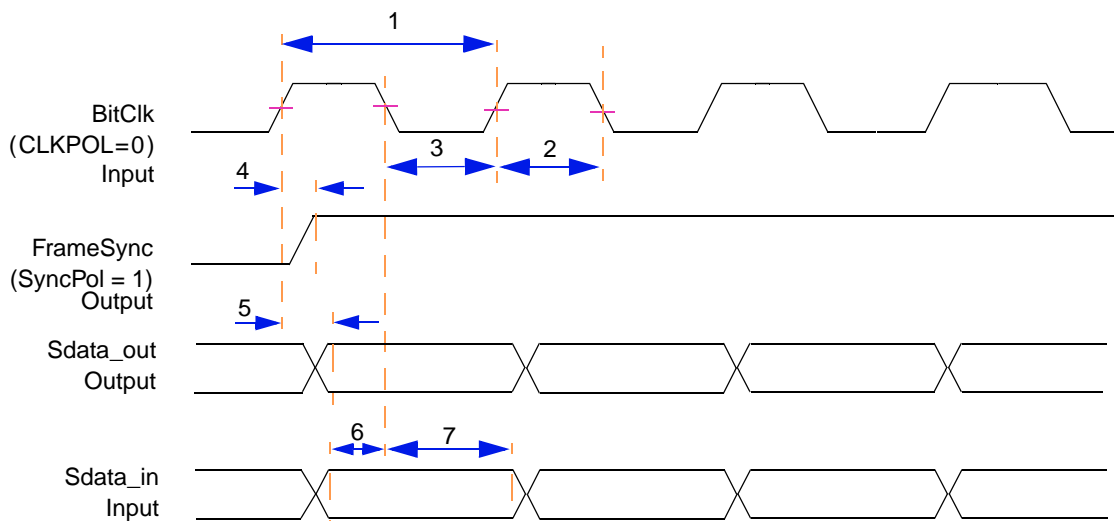 1
BitClk
(CLKPOL=0)
Input
3
2
4
FrameSync
(SyncPol = 1)
Output
5
Sdata_out
Output
6
7
Sdata_in
Input